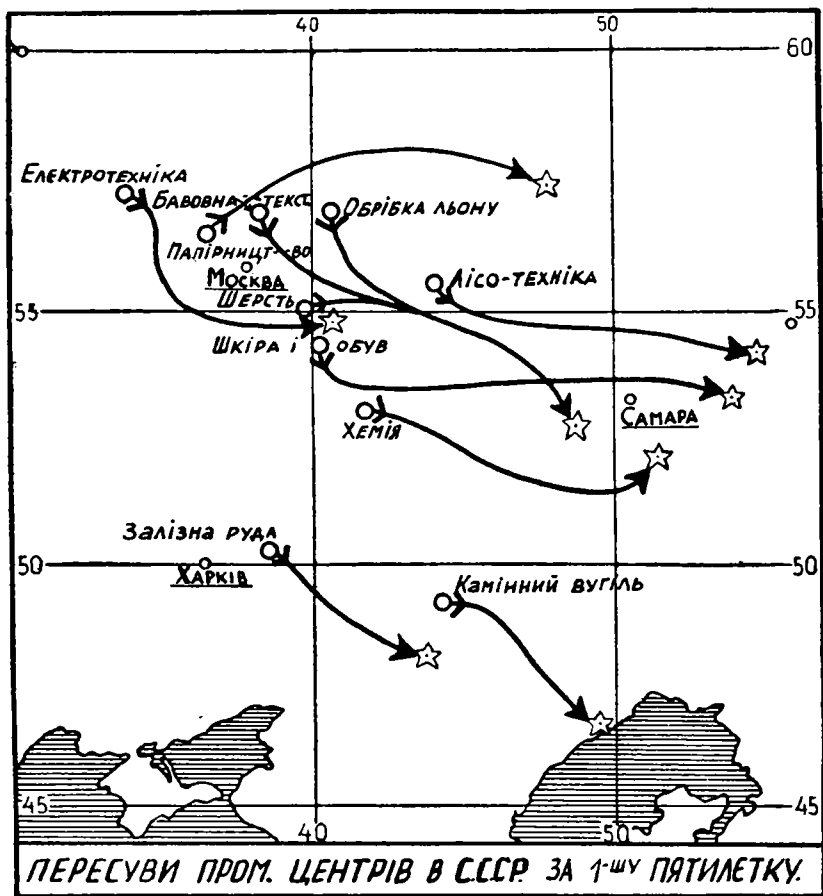 40 50
60
Електротехніка
Бавовна-текс.
Обрібка льону
Папірницт-во
Москва
Лісо-техніка
Шерсть
55 55
Шкіра і обув
Самара
Хемія
Залізна руда
50 50
Харків
Камінний вугіль
45 45
40 50
ПЕРЕСУВИ ПРОМ. ЦЕНТРІВ В С.С.С.Р. ЗА 1-шу ПЯТИЛЕТКУ.